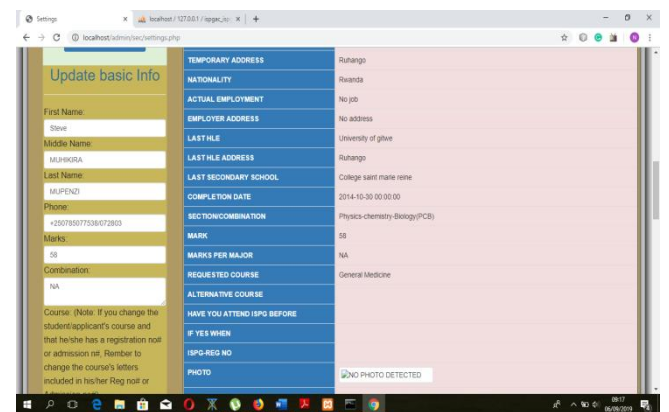 Settings
localhost / 127.0.0.1 / ispgec_isp
localhost/admin/sec/settings.php
Update basic Info
First Name:
Steve
Middle Name:
MUHIKIRA
Last Name:
MUPENZI
Phone:
+250785077538/072803
Marks:
58
Combination:
NA
Course: (Note: If you change the
student/applicant's course and
that he/she has a registration no#
or admission n#, Rember to
change the course's letters
included in his/her Reg no# or
TEMPORARY ADDRESS Ruhango
NATIONALITY Rwanda
ACTUAL EMPLOYMENT No job
EMPLOYER ADDRESS No address
LAST HLE University of gitwe
LAST HLE ADDRESS Ruhango
LAST SECONDARY SCHOOL College saint marie reine
COMPLETION DATE 2014-10-30 00:00:00
SECTION/COMBINATION Physics-chemistry-Biology(PCB)
MARK 58
MARKS PER MAJOR NA
REQUESTED COURSE General Medicine
ALTERNATIVE COURSE
HAVE YOU ATTEND ISPG BEFORE
IF YES WHEN
ISPG-REG NO
PHOTO NO PHOTO DETECTED
09:17
06/09/2019